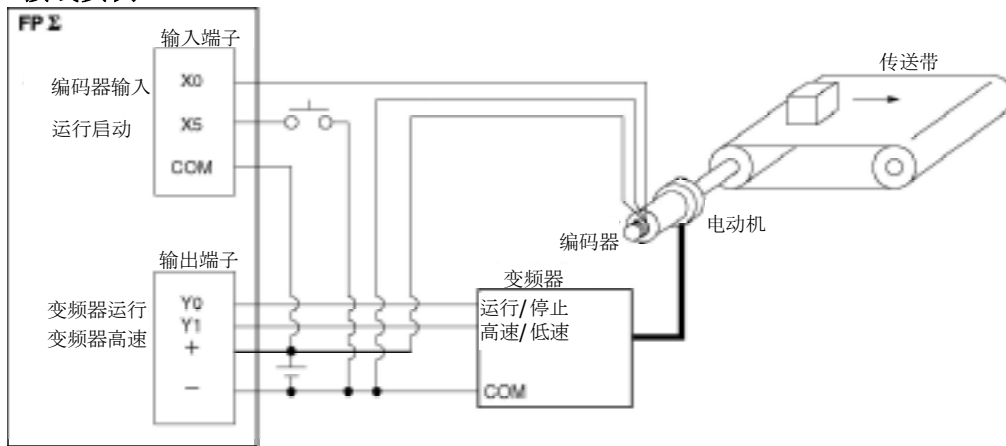 FP Σ
输入端子
编码器输入 X0
运行启动 X5
COM
传送带
编码器
电动机
输出端子
变频器运行 Y0
变频器高速 Y1
+
−
变频器
运行/停止
高速/低速
COM